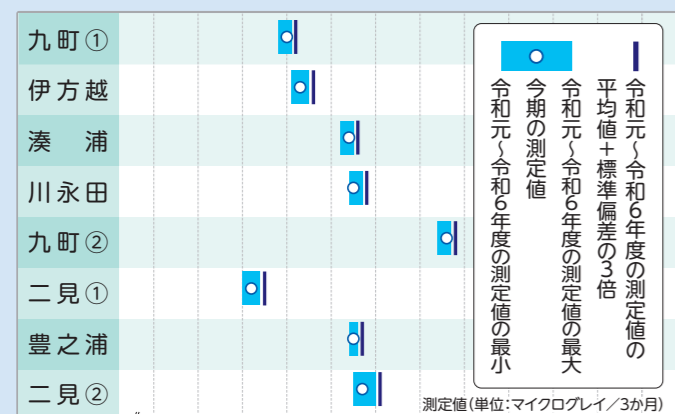 九町①
伊方越
湊　浦
川永田
九町②
二見①
豊之浦
二見②
令和元～令和6年度の測定値の
平均値＋標準偏差の3倍
令和元～令和6年度の測定値の最大
今期の測定値
令和元～令和6年度の測定値の最小
測定値(単位:マイクログレイ／3か月)